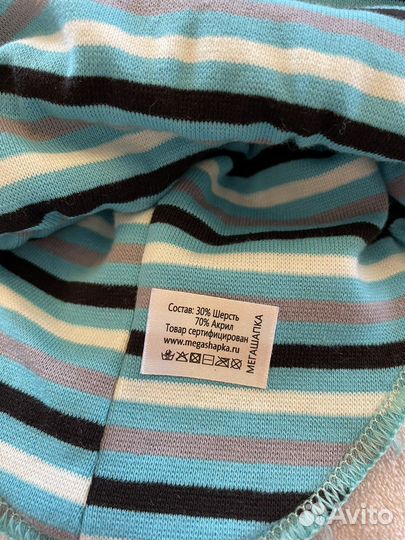 Состав: 30% Шерсть
70% Акрил
Товар сертифицирован
www.megashapka.ru
МЕГАШАПКА
Avito